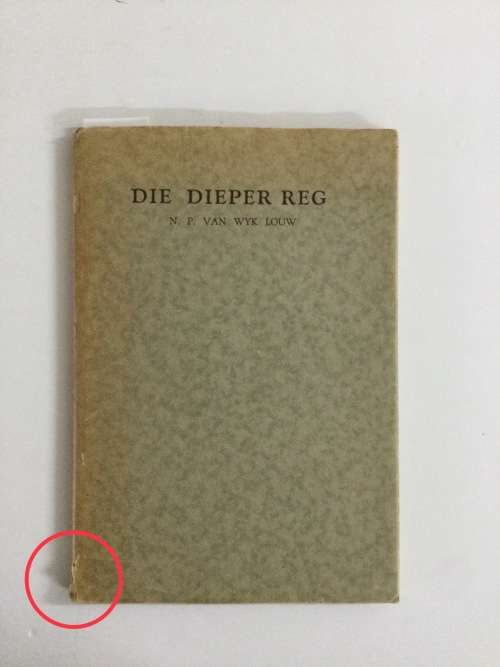 DIE DIEPER REG
N. P. VAN WYK LOUW